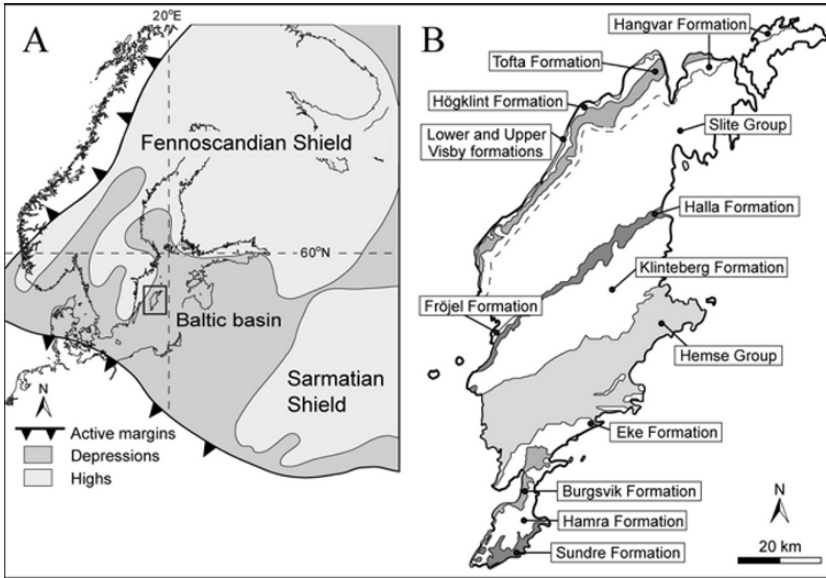 A
20°E
Fennoscandian Shield
60°N
Baltic basin
Sarmatian
Shield
N
Active margins
Depressions
Highs
B
Hangvar Formation
Tofta Formation
Högklint Formation
Lower and Upper
Visby formations
Slite Group
Halla Formation
Klinteberg Formation
Fröjel Formation
Hemse Group
Eke Formation
Burgsvik Formation
Hamra Formation
Sundre Formation
N
20 km